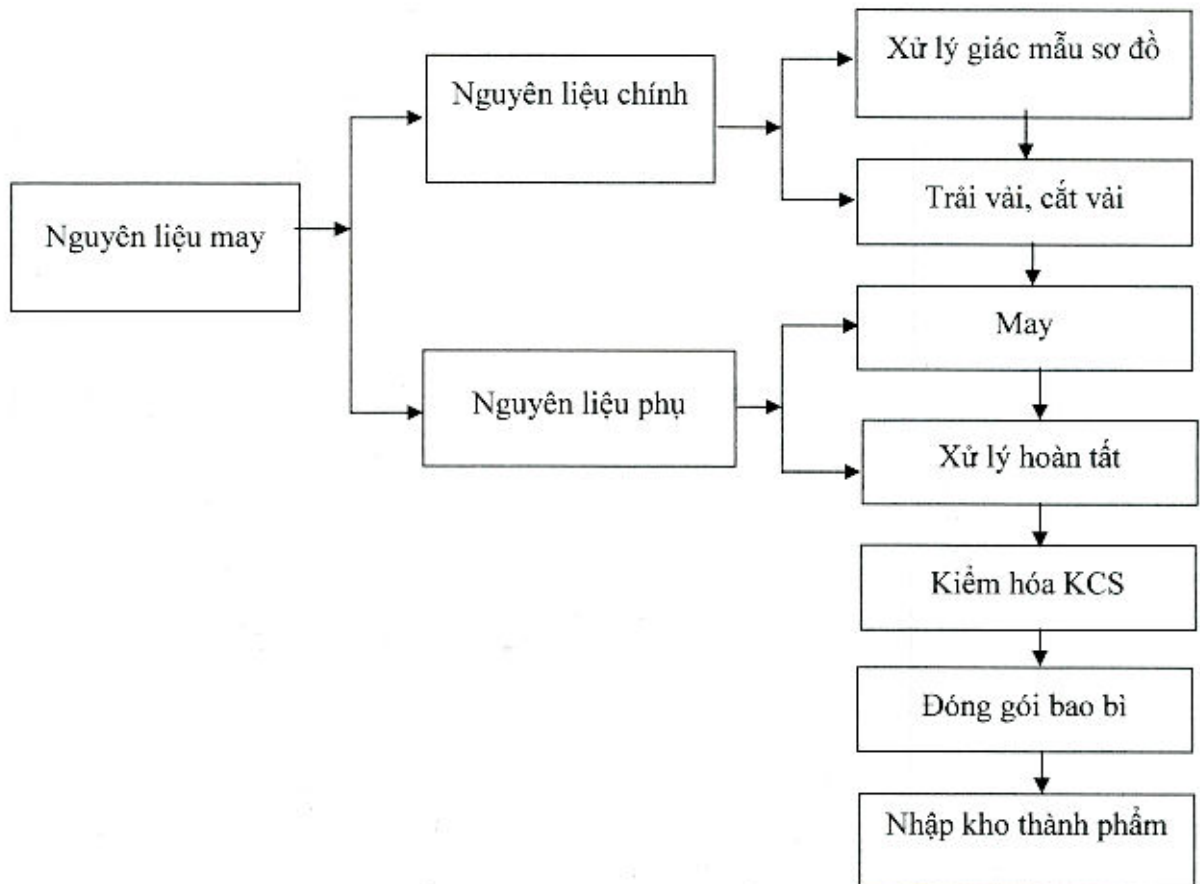 Nguyên liệu may
Nguyên liệu chính
Nguyên liệu phụ
Xử lý giác mẫu sơ đồ
Trải vải, cắt vải
May
Xử lý hoàn tất
Kiểm hóa KCS
Đóng gói bao bì
Nhập kho thành phẩm